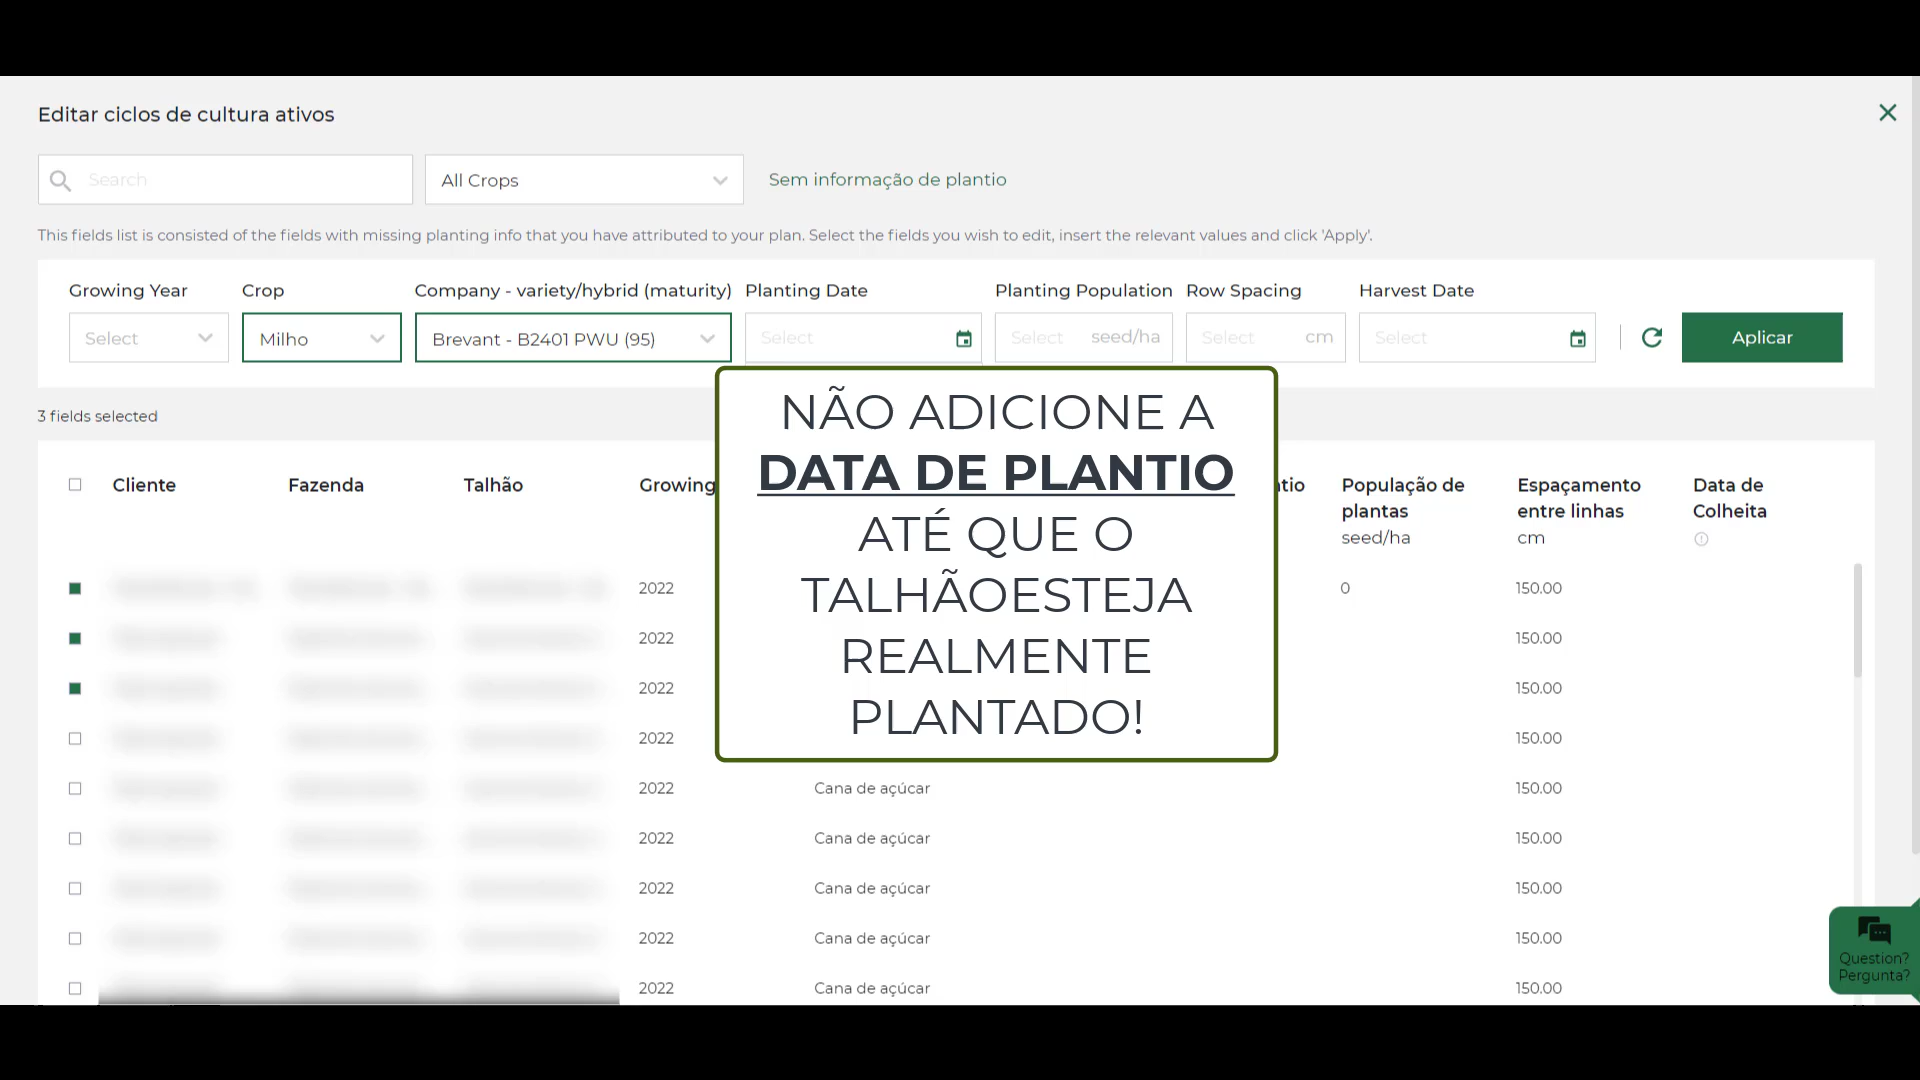 Editar ciclos de cultura ativos
Search
All Crops
Sem informação de plantio
This fields list is consisted of the fields with missing planting info that you have attributed to your plan. Select the fields you wish to edit, insert the relevant values and click 'Apply'.
Growing Year Crop Company - variety/hybrid (maturity) Planting Date Planting Population Row Spacing Harvest Date
Select Milho Brevant - B2401 PWU (95) Select Select seed/ha Select cm Select Aplicar
3 fields selected
NÃO ADICIONE A
DATA DE PLANTIO
ATÉ QUE O
TALHÃOESTEJA
REALMENTE
PLANTADO!
Cliente Fazenda Talhão Growing População de Espaçamento Data de
plantas entre linhas Colheita
seed/ha cm
2022 0 150.00
2022 150.00
2022 150.00
2022 150.00
2022 Cana de açúcar 150.00
2022 Cana de açúcar 150.00
2022 Cana de açúcar 150.00
2022 Cana de açúcar 150.00
2022 Cana de açúcar 150.00
Question?
Pergunta?